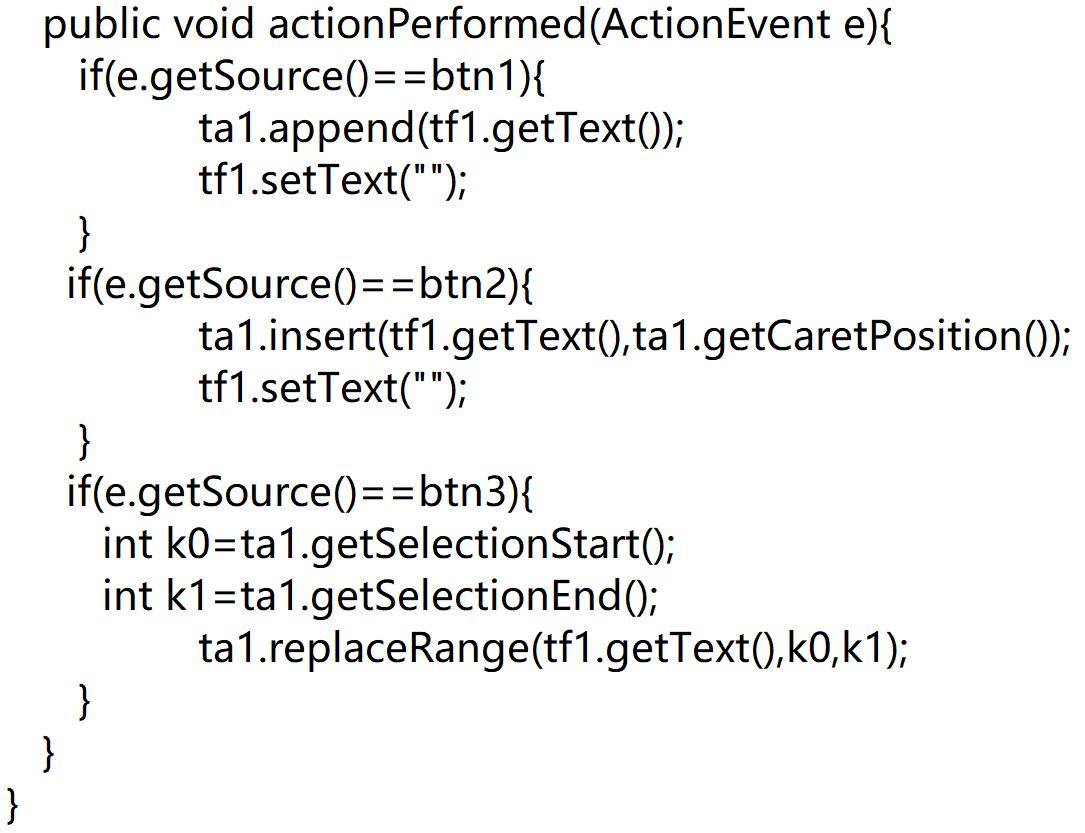 public void actionPerformed(ActionEvent e){
if(e.getSource()==btn1){
ta1.append(tf1.getText());
tf1.setText("");
}
if(e.getSource()==btn2){
ta1.insert(tf1.getText(),ta1.getCaretPosition());
tf1.setText("");
}
if(e.getSource()==btn3){
int k0=ta1.getSelectionStart();
int k1=ta1.getSelectionEnd();
ta1.replaceRange(tf1.getText(),k0,k1);
}
}
}